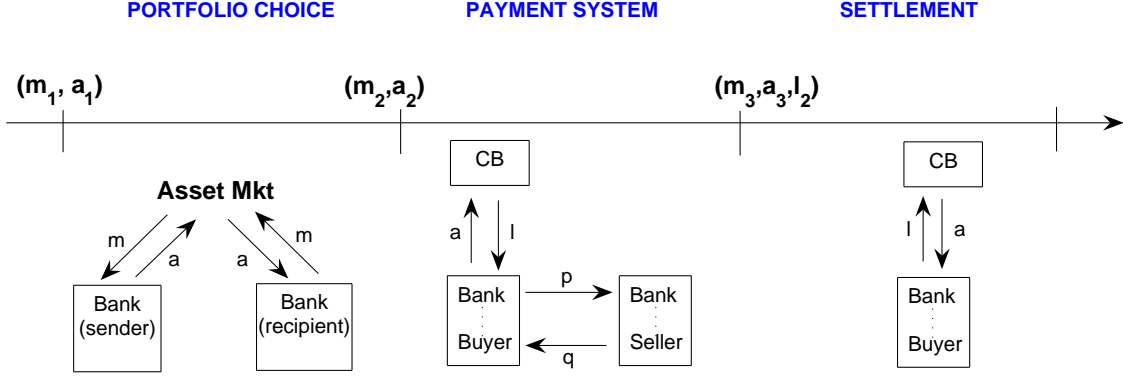 PORTFOLIO CHOICE PAYMENT SYSTEM SETTLEMENT
(m1, a1) (m2,a2) (m3,a3,l2)
CB CB
Asset Mkt
m a a m
a l
l a
Bank (sender)
Bank (recipient)
Bank
Buyer
p
q
Bank
Seller
Bank
Buyer